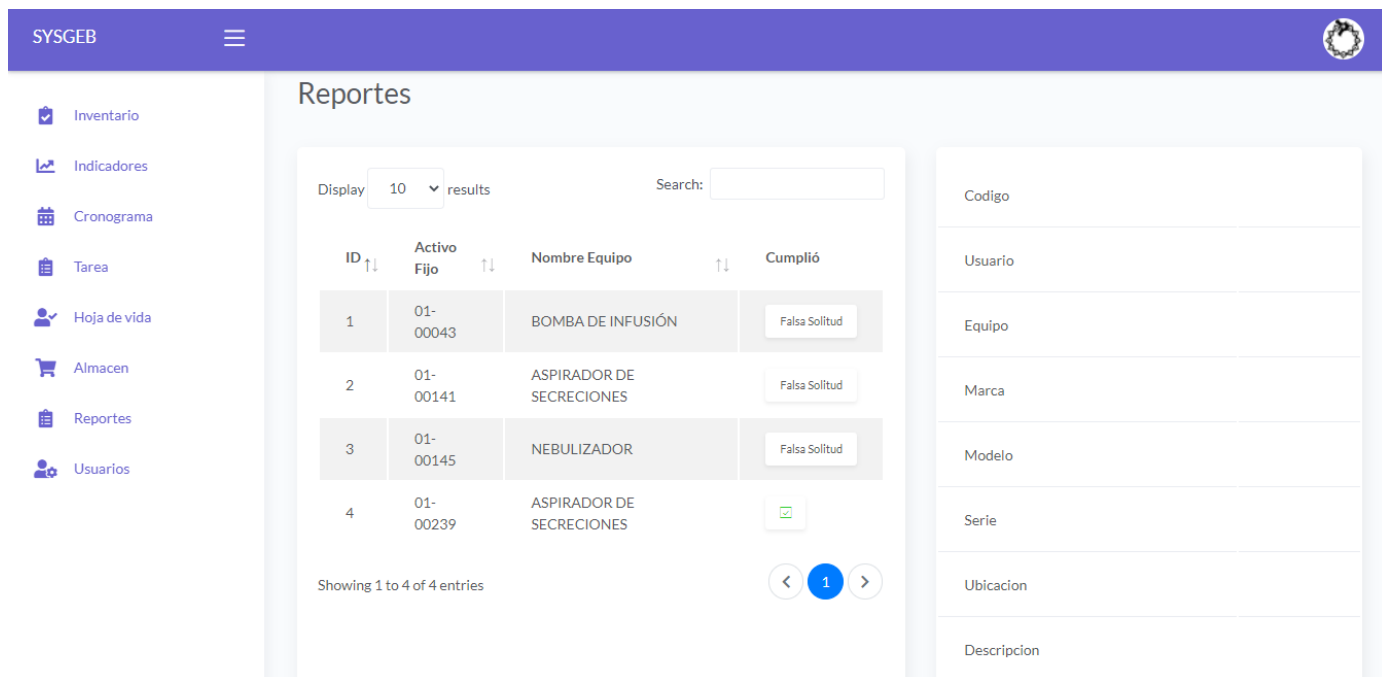 SYSGEB
Inventario
Indicadores
Cronograma
Tarea
Hoja de vida
Almacen
Reportes
Usuarios
Reportes
Display 10 results
Search:
ID
Activo
Fijo
Nombre Equipo
Cumplió
1
01-
00043
BOMBA DE INFUSIÓN
Falsa Solitud
2
01-
00141
ASPIRADOR DE
SECRECIONES
Falsa Solitud
3
01-
00145
NEBULIZADOR
Falsa Solitud
4
01-
00239
ASPIRADOR DE
SECRECIONES
Showing 1 to 4 of 4 entries
1
Codigo
Usuario
Equipo
Marca
Modelo
Serie
Ubicacion
Descripcion